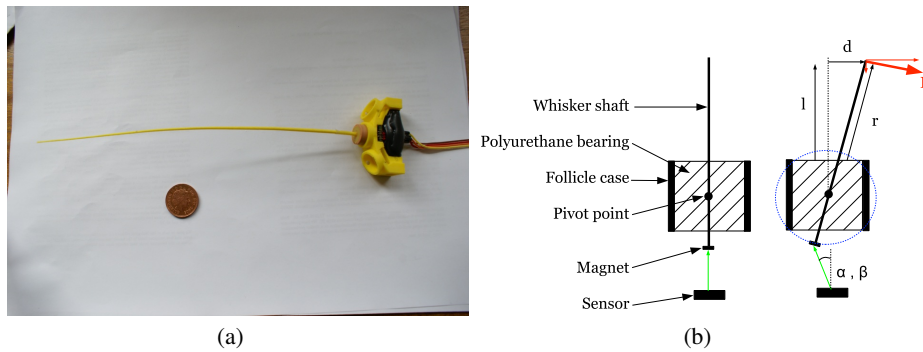 d
Whisker shaft
l
r
Polyurethane bearing
Follicle case
Pivot point
Magnet
α , β
Sensor
(a)
(b)